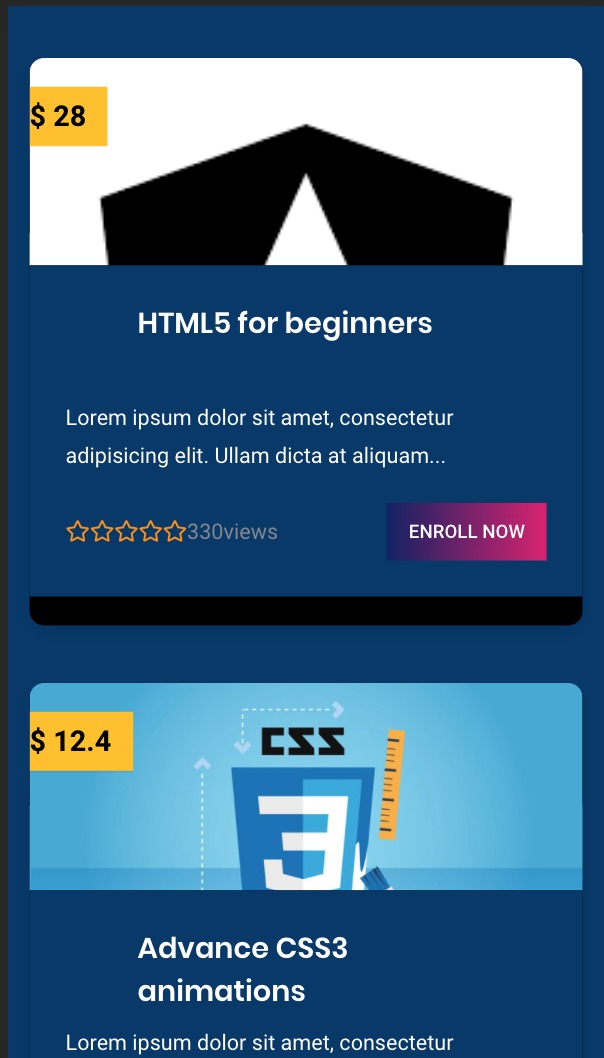 $ 28
HTML5 for beginners
Lorem ipsum dolor sit amet, consectetur
adipisicing elit. Ullam dicta at aliquam...
330views
ENROLL NOW
$ 12.4
CSS
3
Advance CSS3
animations
Lorem ipsum dolor sit amet, consectetur